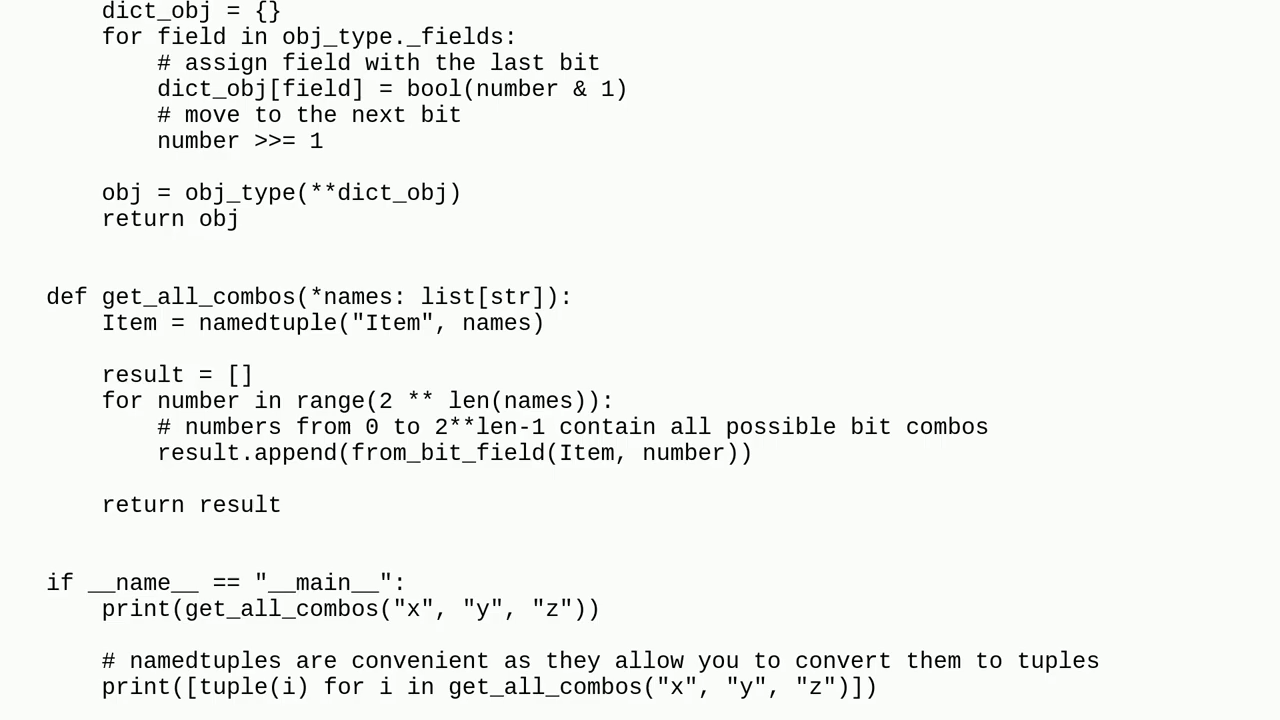 dict_obj = {}
for field in obj_type._fields:
# assign field with the last bit
dict_obj[field] = bool(number & 1)
# move to the next bit
number >>= 1
obj = obj_type(**dict_obj)
return obj
def get_all_combos(*names: list[str]):
Item = namedtuple("Item", names)
result = []
for number in range(2 ** len(names)):
# numbers from 0 to 2**len-1 contain all possible bit combos
result.append(from_bit_field(Item, number))
return result
if __name__ == "__main__":
print(get_all_combos("x", "y", "z"))
# namedtuples are convenient as they allow you to convert them to tuples
print([tuple(i) for i in get_all_combos("x", "y", "z")])